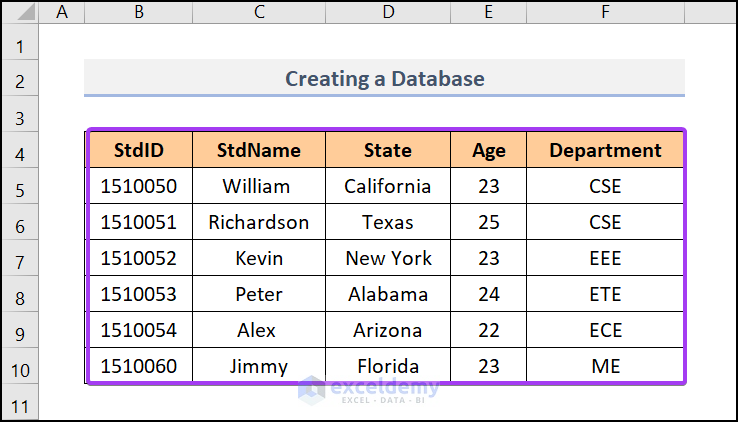 A B C D E F
1
2 Creating a Database
3
4 StdID StdName State Age Department
5 1510050 William California 23 CSE
6 1510051 Richardson Texas 25 CSE
7 1510052 Kevin New York 23 EEE
8 1510053 Peter Alabama 24 ETE
9 1510054 Alex Arizona 22 ECE
10 1510060 Jimmy Florida 23 ME
exceldemy
11 EXCEL - DATA - BI